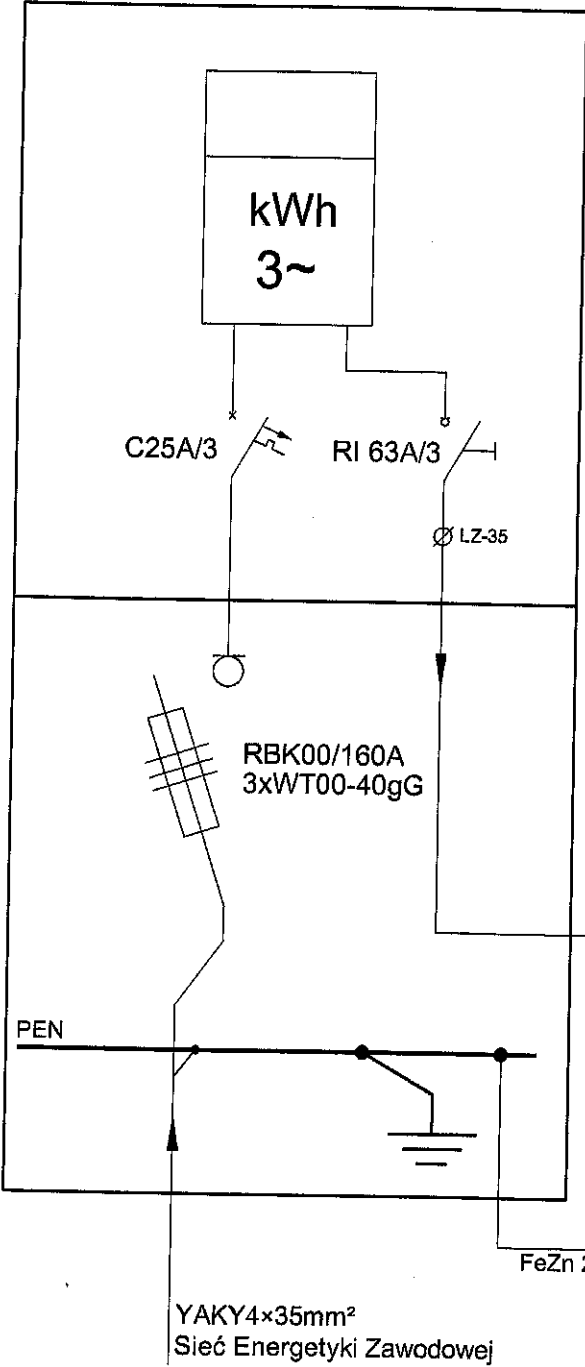 kWh
3~
C25A/3
RI 63A/3
LZ-35
RBK00/160A
3xWT00-40gG
PEN
FeZn
YAKY4×35mm²
Sieć Energetyki Zawodowej